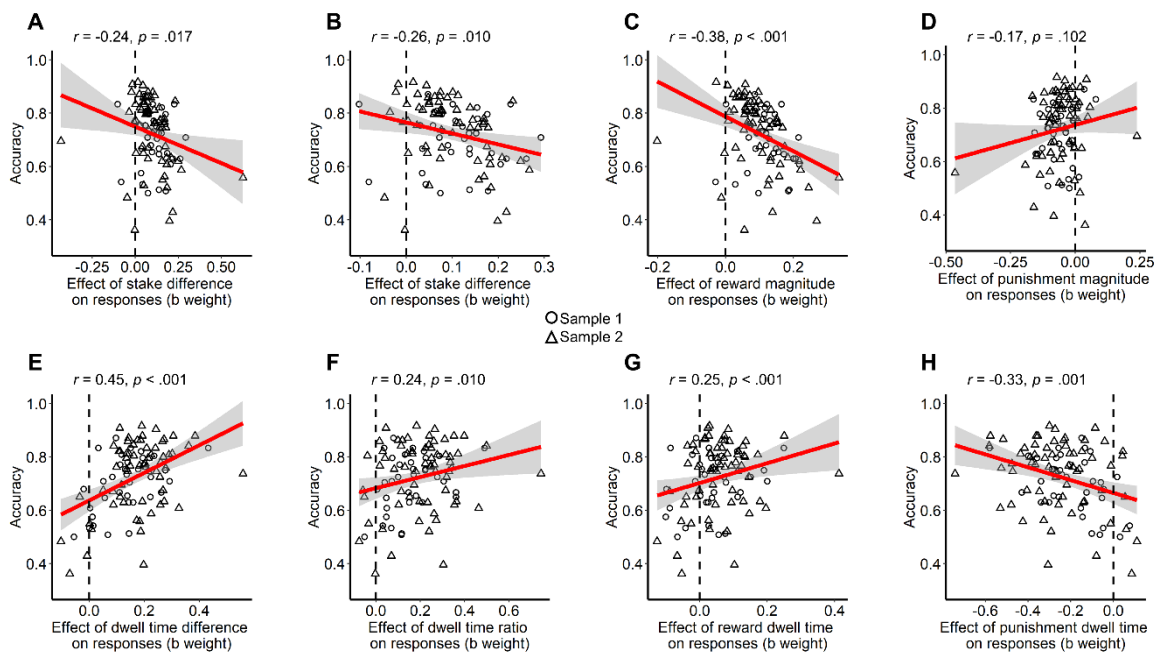 A
r = -0.24, p = .017
1.0
0.8
0.6
0.4
Accuracy
-0.25 0.00 0.25 0.50
Effect of stake difference
on responses (b weight)
B
r = -0.26, p = .010
1.0
0.8
0.6
0.4
Accuracy
-0.1 0.0 0.1 0.2 0.3
Effect of stake difference
on responses (b weight)
C
r = -0.38, p < .001
1.0
0.8
0.6
0.4
Accuracy
-0.2 0.0 0.2 0.4
Effect of reward magnitude
on responses (b weight)
D
r = -0.17, p = .102
1.0
0.8
0.6
0.4
Accuracy
-0.50 -0.25 0.00 0.25
Effect of punishment magnitude
on responses (b weight)
Sample 1
Sample 2
E
r = 0.45, p < .001
1.0
0.8
0.6
0.4
Accuracy
0.0 0.2 0.4
Effect of dwell time difference
on responses (b weight)
F
r = 0.24, p = .010
1.0
0.8
0.6
0.4
Accuracy
0.0 0.2 0.4 0.6
Effect of dwell time ratio
on responses (b weight)
G
r = 0.25, p < .001
1.0
0.8
0.6
0.4
Accuracy
0.0 0.2 0.4
Effect of reward dwell time
on responses (b weight)
H
r = -0.33, p = .001
1.0
0.8
0.6
0.4
Accuracy
-0.6 -0.4 -0.2 0.0
Effect of punishment dwell time
on responses (b weight)